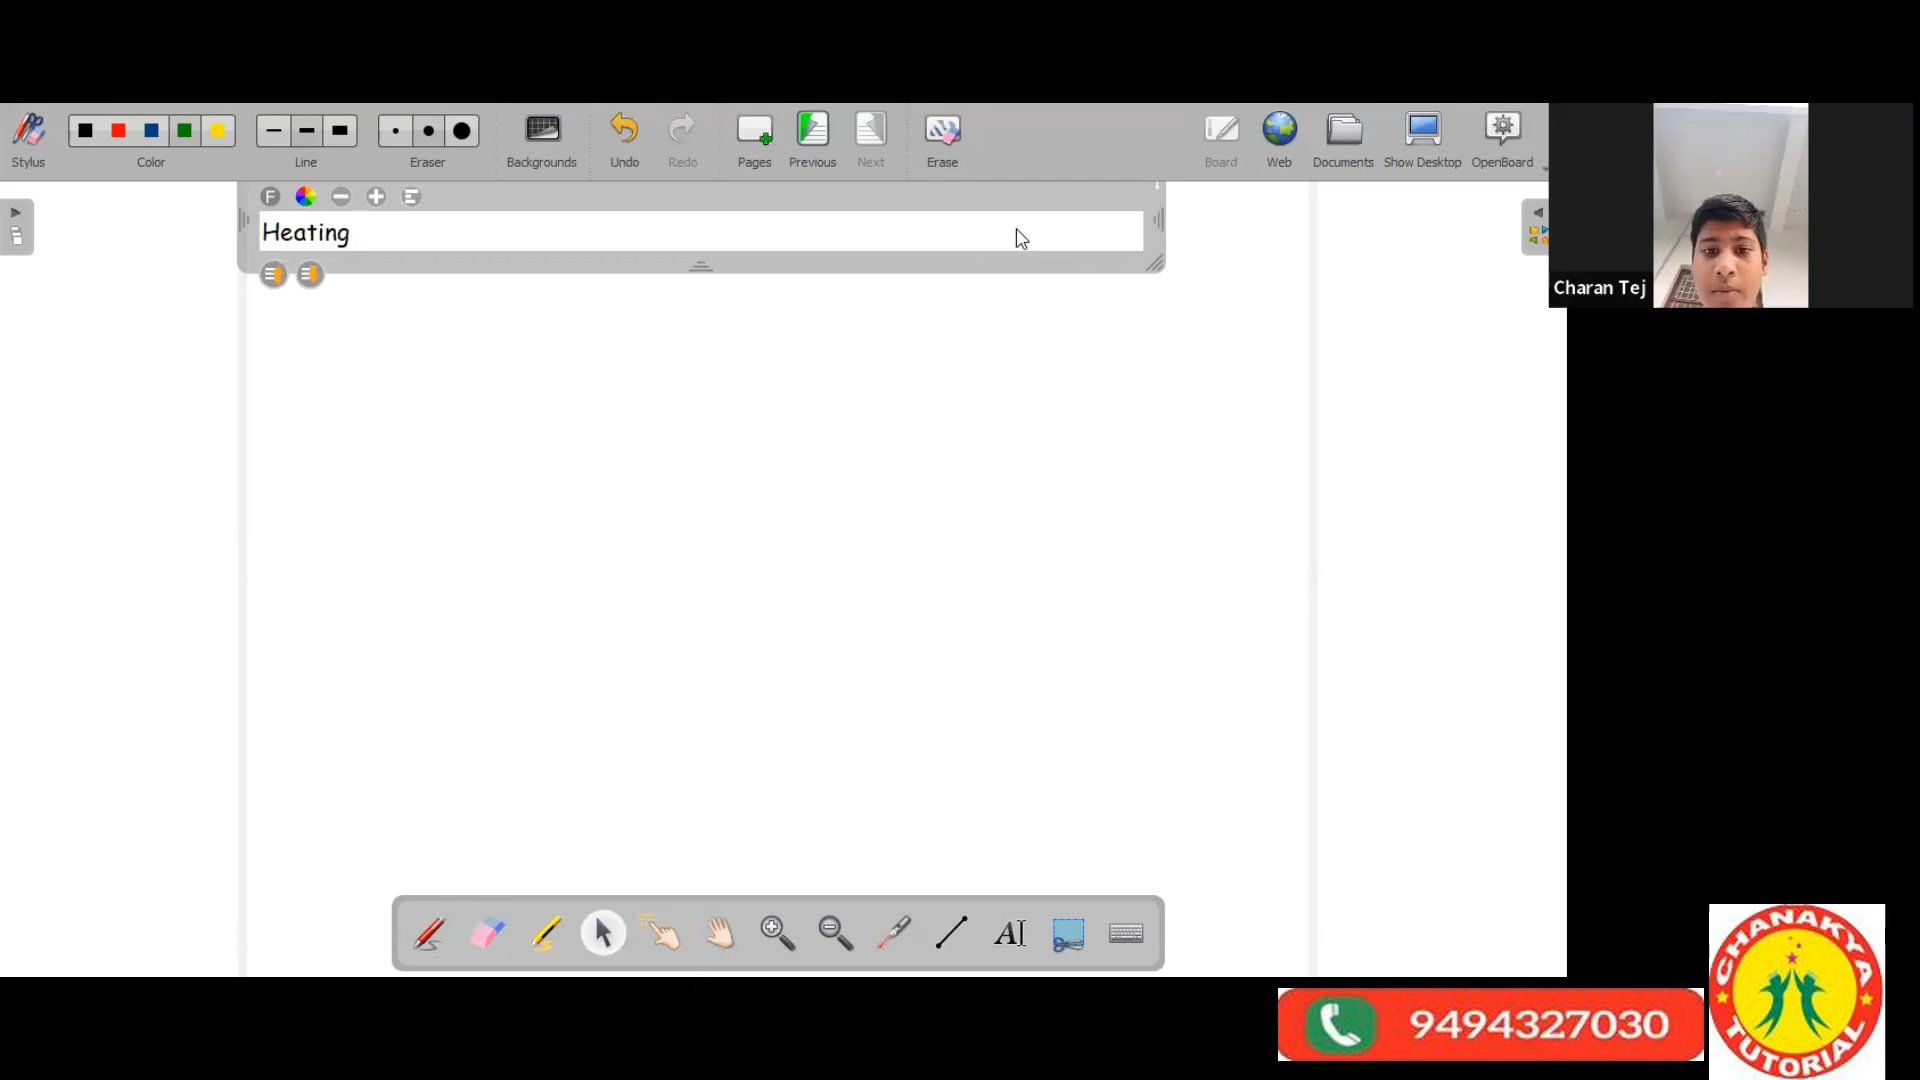 Stylus
Color
Line
Eraser
Backgrounds
Undo
Redo
Pages
Previous
Next
Erase
Board
Web
Documents
Show Desktop
OpenBoard
F
Heating
Charan Tej
A
9494327030
CHANAKYA
TUTORIAL